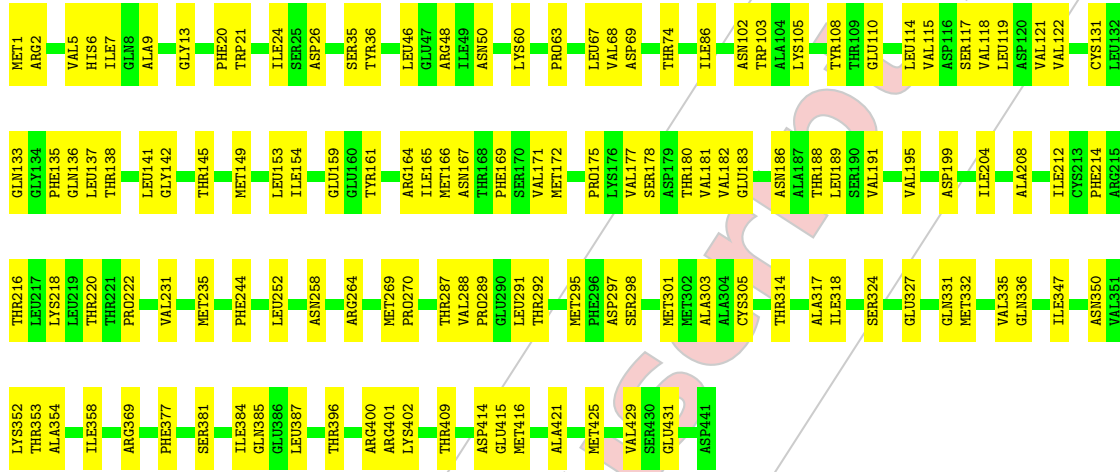 MET1 ARG2 VAL5 HIS6 ILE7 GLN8 ALA9 GLY13 PHE20 TRP21 ILE24 SER25 ASP26 SER35 TYR36 LEU46 GLU47 ARG48 ILE49 ASN50 LYS60 PRO63 LEU67 VAL68 ASP69 THR74 ILE86 ASN102 TRP103 ALA104 LYS105 TYR108 THR109 GLU110 LEU114 VAL115 ASP116 SER117 VAL118 LEU119 ASP120 VAL121 VAL122 CYS131 LEU132
GLN133 GLY134 PHE135 GLN136 LEU137 THR138 LEU141 GLY142 THR145 MET149 LEU153 ILE154 GLU159 GLU160 TYR161 ARG164 ILE165 MET166 ASN167 THR168 PHE169 SER170 VAL171 MET172 PRO175 LYS176 VAL177 SER178 ASP179 THR180 VAL181 VAL182 GLU183 ASN186 ALA187 THR188 LEU189 SER190 VAL191 VAL195 ASP199 ILE204 ALA208 ILE212 CYS213 PHE214 ARG215
THR216 LEU217 LYS218 LEU219 THR220 THR221 PRO222 VAL231 MET235 PHE244 LEU252 ASN258 ARG264 MET269 PRO270 THR287 VAL288 PRO289 GLU290 LEU291 THR292 MET295 PHE296 ASP297 SER298 MET301 MET302 ALA303 ALA304 CYS305 THR314 ALA317 ILE318 SER324 GLU327 GLN331 MET332 VAL335 GLN336 ILE347 ASN350 VAL351
LYS352 THR353 ALA354 ILE358 ARG369 PHE377 SER381 ILE384 GLN385 GLU386 LEU387 THR396 ARG400 ARG401 LYS402 THR409 ASP414 GLU415 MET416 ALA421 MET425 VAL429 SER430 GLU431 ASP441